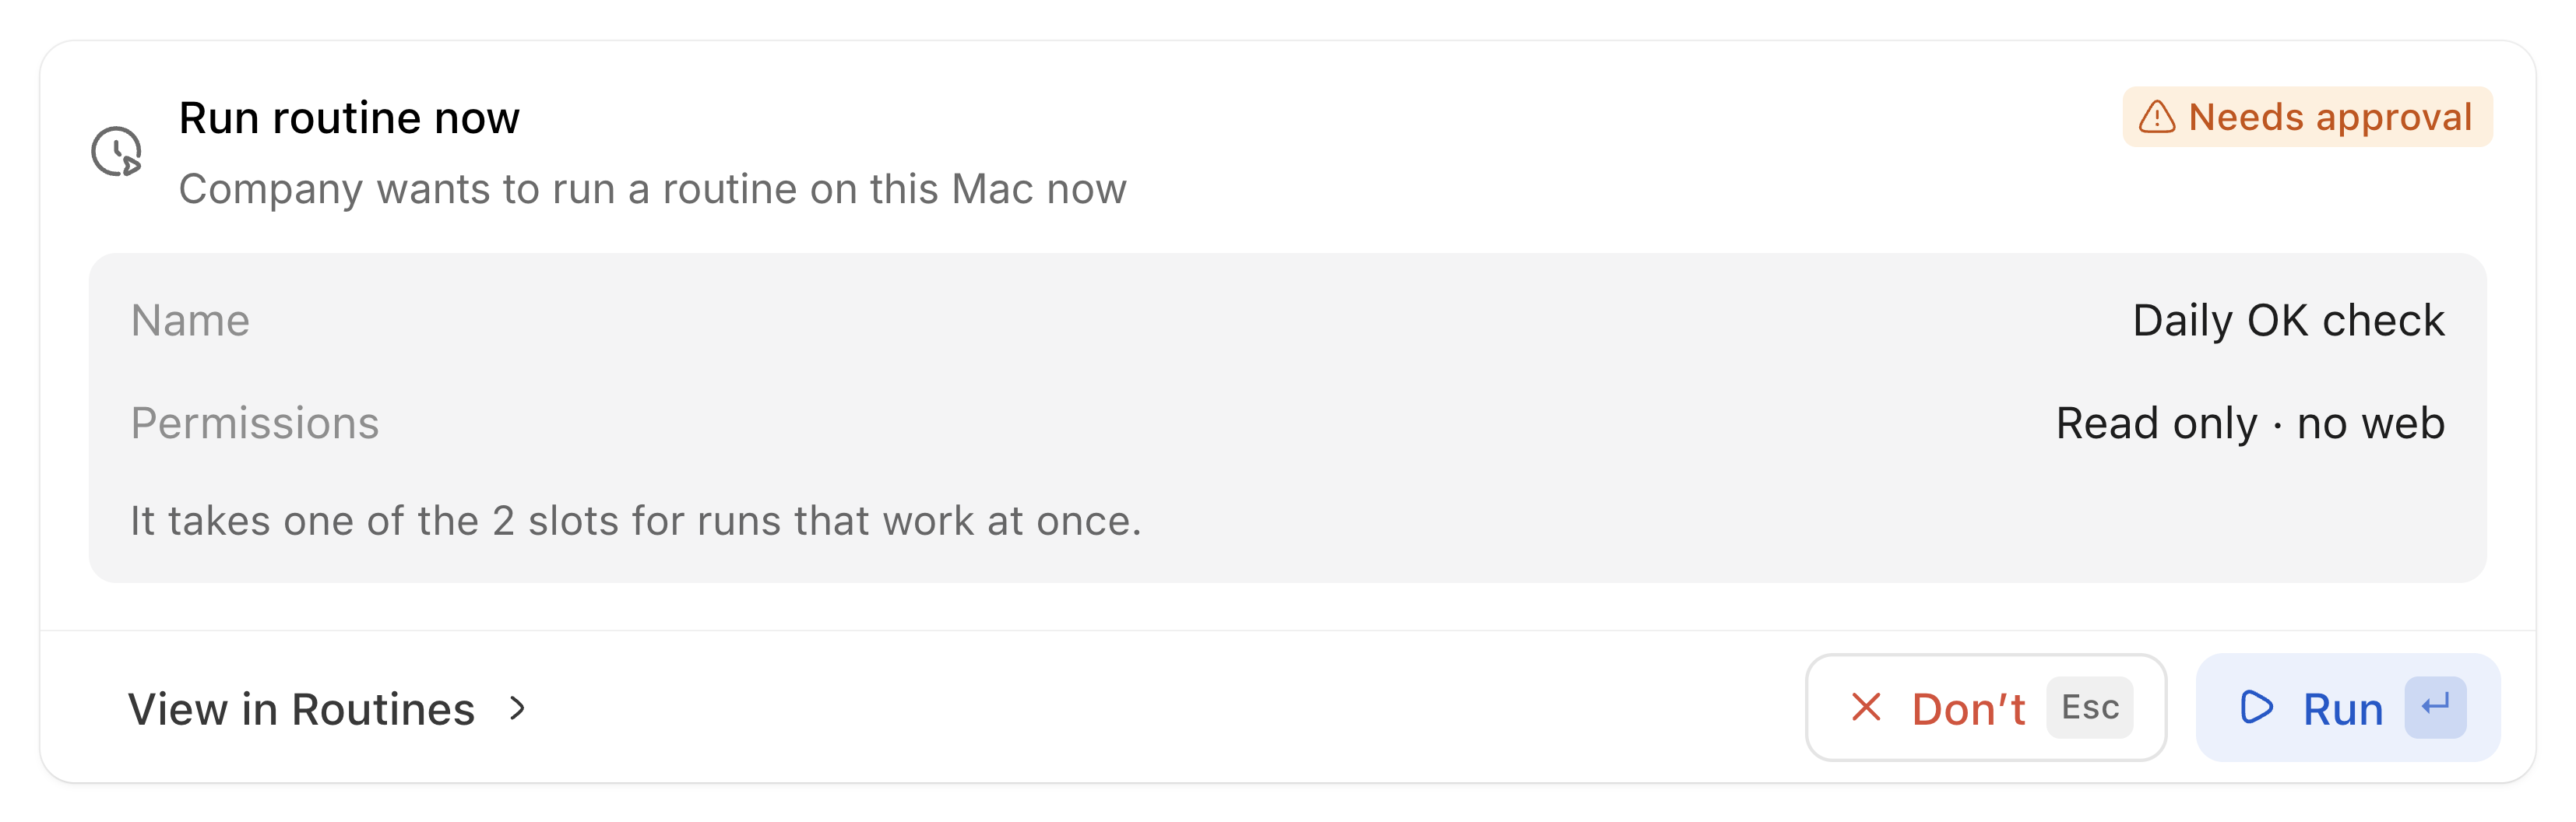 Run routine now
Needs approval
Company wants to run a routine on this Mac now
Name
Daily OK check
Permissions
Read only · no web
It takes one of the 2 slots for runs that work at once.
View in Routines
Don’t Esc
Run